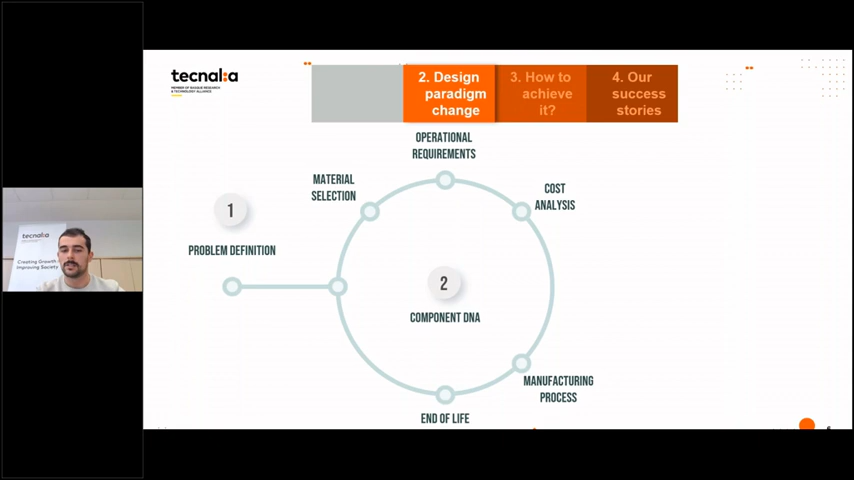 tecnal:a
MEMBER OF BASQUE RESEARCH
& TECHNOLOGY ALLIANCE
2. Design
paradigm
change
3. How to
achieve
it?
4. Our
success
stories
OPERATIONAL
REQUIREMENTS
MATERIAL
SELECTION
COST
ANALYSIS
1
PROBLEM DEFINITION
2
COMPONENT DNA
MANUFACTURING
PROCESS
END OF LIFE
tecnal:a
Creating Growth
Improving Society